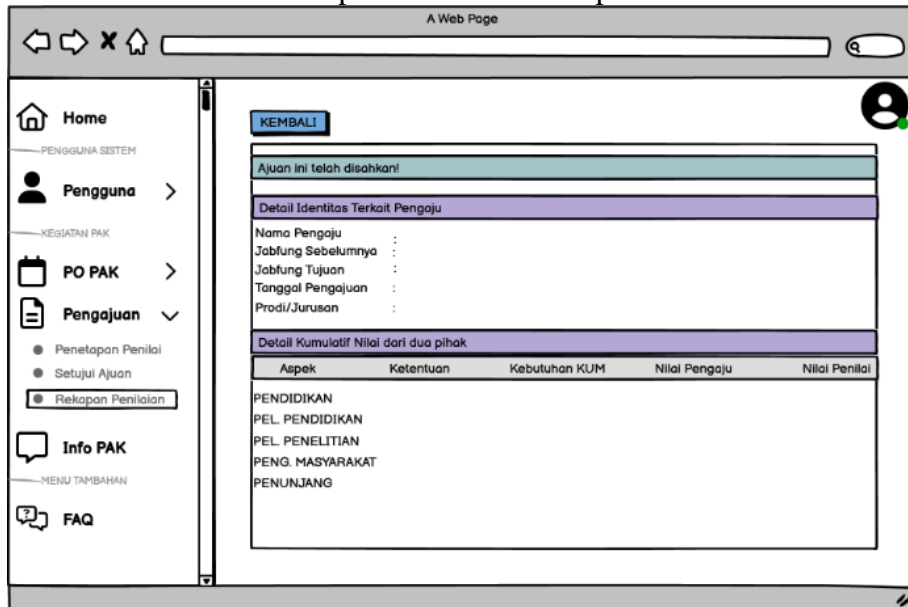 A Web Page
Home
PENGGUNA SISTEM
Pengguna
KEGIATAN PAK
PO PAK
Pengajuan
Penetapan Penilai
Setujui Ajuan
Rekapan Penilaian
Info PAK
MENU TAMBAHAN
FAQ
KEMBALI
Ajuan ini telah disahkan!
Detail Identitas Terkait Pengaju
Nama Pengaju :
Jabfung Sebelumnya :
Jabfung Tujuan :
Tanggal Pengajuan :
Prodi/Jurusan :
Detail Kumulatif Nilai dari dua pihak
Aspek Ketentuan Kebutuhan KUM Nilai Pengaju Nilai Penilai
PENDIDIKAN
PEL. PENDIDIKAN
PEL. PENELITIAN
PENG. MASYARAKAT
PENUNJANG